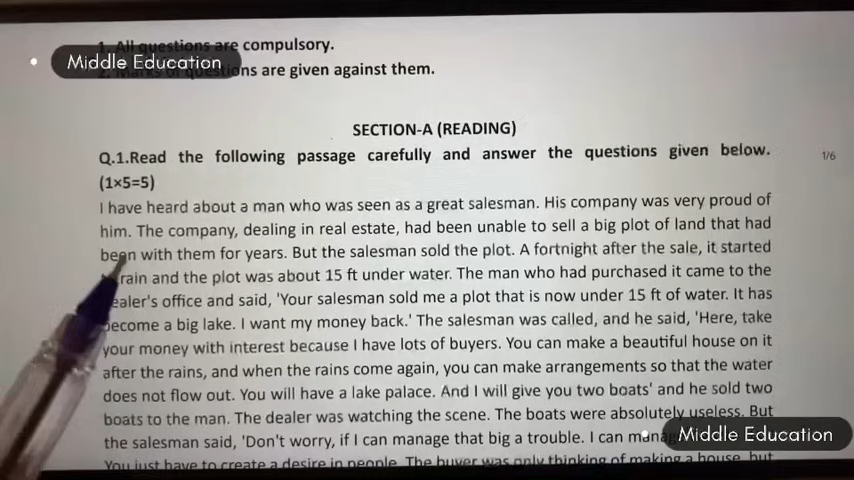 1. All questions are compulsory.
Middle Education
2. Marks of questions are given against them.
SECTION-A (READING)
Q.1.Read the following passage carefully and answer the questions given below.
1/6
(1×5=5)
I have heard about a man who was seen as a great salesman. His company was very proud of
him. The company, dealing in real estate, had been unable to sell a big plot of land that had
been with them for years. But the salesman sold the plot. A fortnight after the sale, it started
rain and the plot was about 15 ft under water. The man who had purchased it came to the
ealer's office and said, 'Your salesman sold me a plot that is now under 15 ft of water. It has
become a big lake. I want my money back.' The salesman was called, and he said, 'Here, take
your money with interest because I have lots of buyers. You can make a beautiful house on it
after the rains, and when the rains come again, you can make arrangements so that the water
does not flow out. You will have a lake palace. And I will give you two boats' and he sold two
boats to the man. The dealer was watching the scene. The boats were absolutely useless. But
the salesman said, 'Don't worry, if I can manage that big a trouble. I can
Middle Education
You just have to create a desire in people. The buyer was only thinking of making a house, but